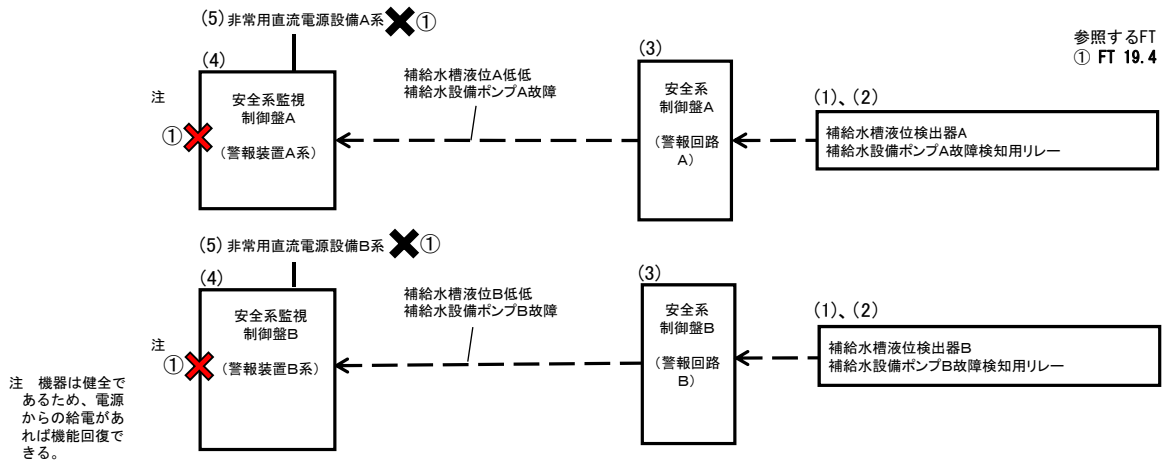 (5) 非常用直流電源設備A系 ①
参照するFT
① FT 19.4
(4)
注
①
安全系監視
制御盤A
(警報装置A系)
補給水槽液位A低低
補給水設備ポンプA故障
(3)
安全系
制御盤A
(警報回路
A)
(1)、(2)
補給水槽液位検出器A
補給水設備ポンプA故障検知用リレー
(5) 非常用直流電源設備B系 ①
(4)
注
①
安全系監視
制御盤B
(警報装置B系)
補給水槽液位B低低
補給水設備ポンプB故障
(3)
安全系
制御盤B
(警報回路
B)
(1)、(2)
補給水槽液位検出器B
補給水設備ポンプB故障検知用リレー
注 機器は健全で
あるため、電源
からの給電があ
れば機能回復で
きる。